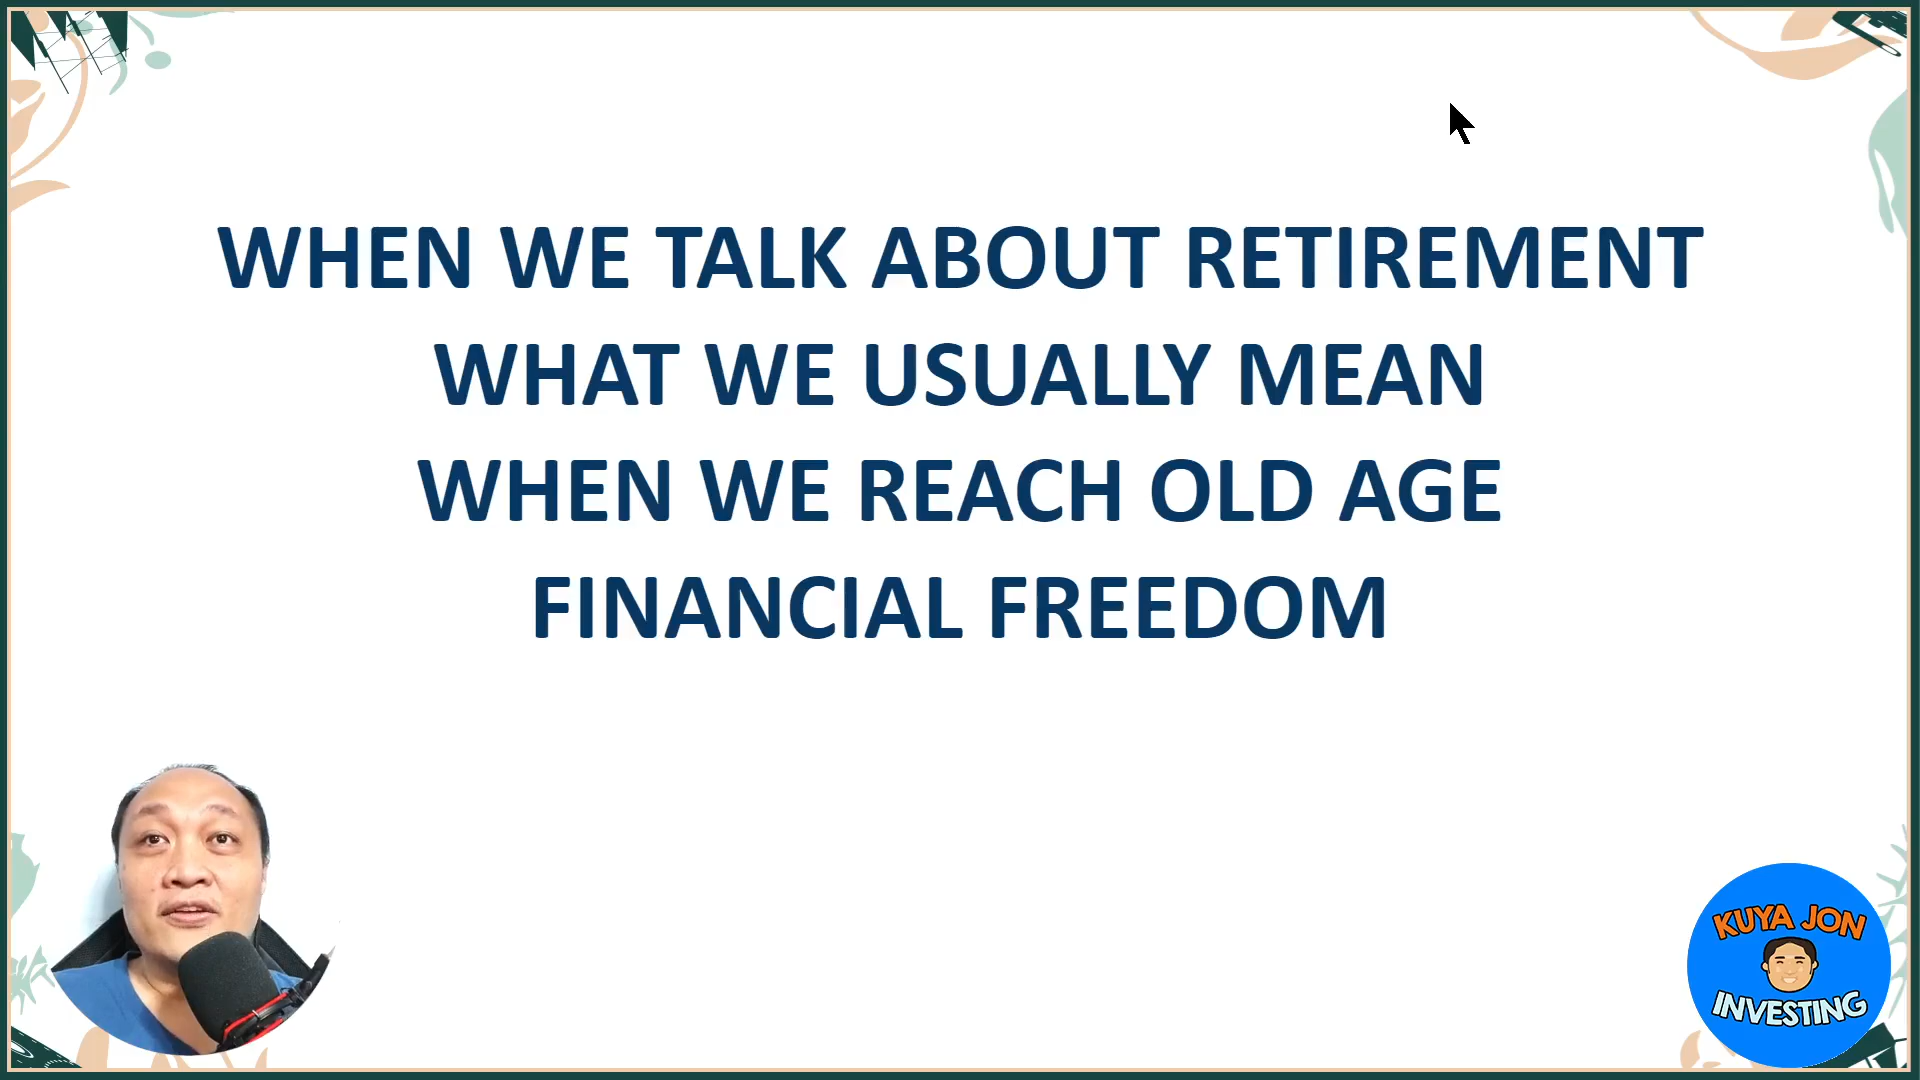 WHEN WE TALK ABOUT RETIREMENT
WHAT WE USUALLY MEAN
WHEN WE REACH OLD AGE
FINANCIAL FREEDOM
KUYA JON
INVESTING